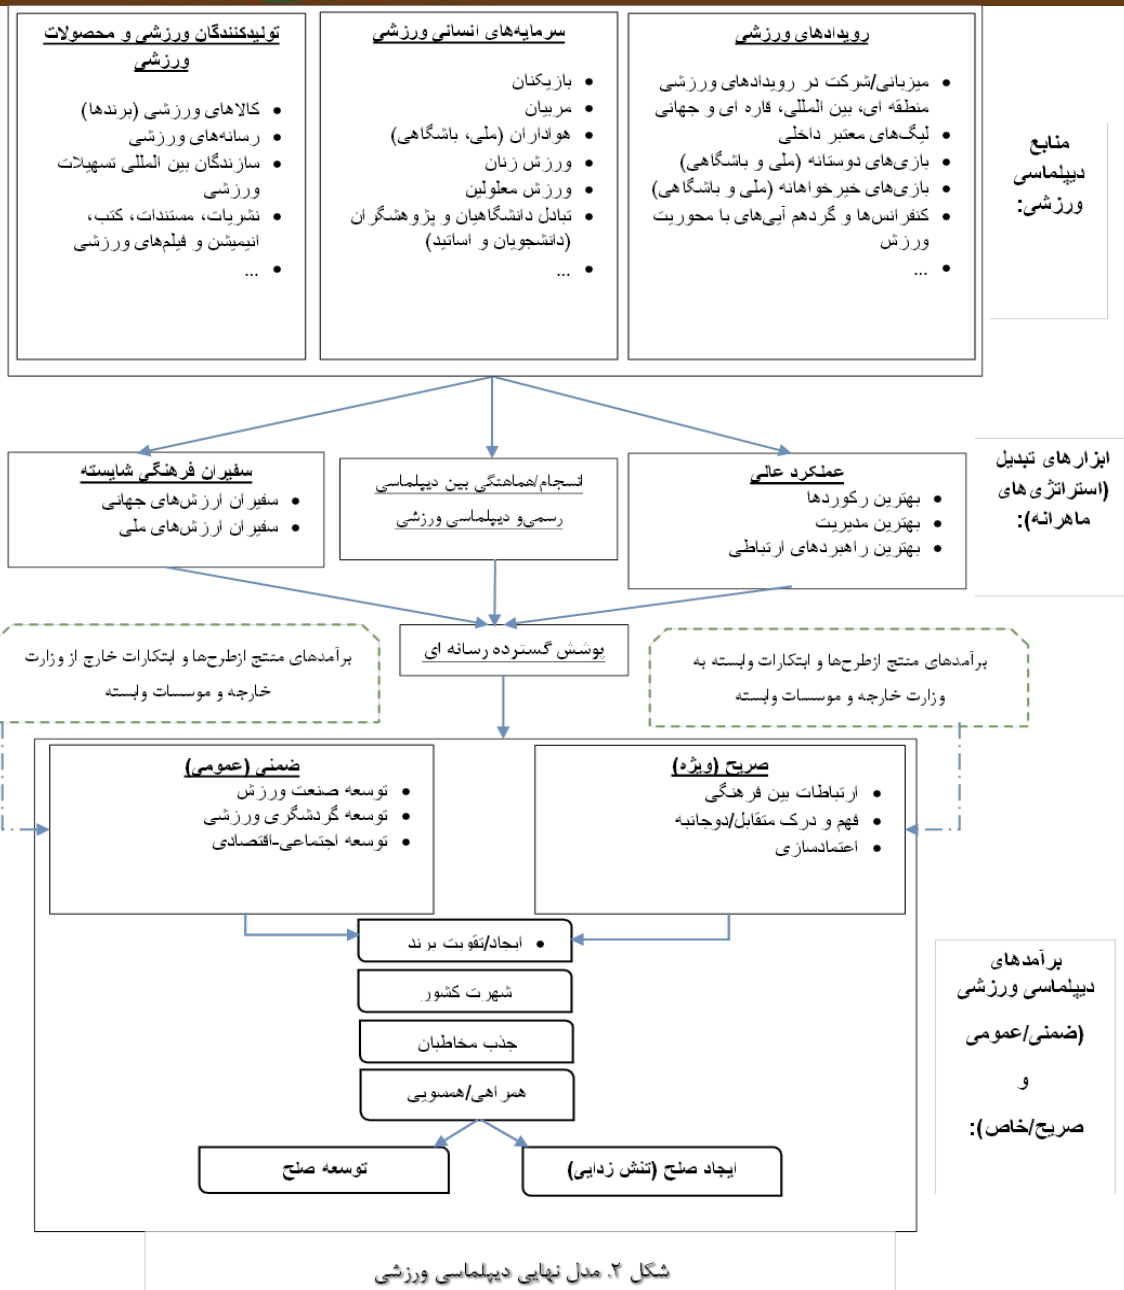 رویدادهای ورزشی
• میزبانی/شرکت در رویدادهای ورزشی
منطقه ای، بین المللی، قاره ای و جهانی
• لیگ‌های معتبر داخلی
• بازی‌های دوستانه (ملی و باشگاهی)
• بازی‌های خیرخواهانه (ملی و باشگاهی)
• کنفرانس‌ها و گردهم آیی‌های با محوریت
ورزش
• ...
سرمایه‌های انسانی ورزشی
• بازیکنان
• مربیان
• هواداران (ملی، باشگاهی)
• ورزش زنان
• ورزش معلولین
• تبادل دانشگاهیان و پژوهشگران
(دانشجویان و اساتید)
• ...
تولیدکنندگان ورزشی و محصولات
ورزشی
• کالاهای ورزشی (برندها)
• رسانه‌های ورزشی
• سازندگان بین المللی تسهیلات
ورزشی
• نشریات، مستندات، کتب،
انیمیشن و فیلم‌های ورزشی
• ...
منابع
دیپلماسی
ورزشی:
ابزارهای تبدیل
(استراتژی‌های
ماهرانه):
عملکرد عالی
• بهترین رکوردها
• بهترین مدیریت
• بهترین راهبردهای ارتباطی
انسجام/هماهنگی بین دیپلماسی
رسمی‌و دیپلماسی ورزشی
سفیران فرهنگی شایسته
• سفیران ارزش‌های جهانی
• سفیران ارزش‌های ملی
پوشش گسترده رسانه ای
برآمدهای منتج ازطرح‌ها و ابتکارات وابسته به
وزارت خارجه و موسسات وابسته
برآمدهای منتج ازطرح‌ها و ابتکارات خارج از وزارت
خارجه و موسسات وابسته
صریح (ویژه)
• ارتباطات بین فرهنگی
• فهم و درک متقابل/دوجانبه
• اعتمادسازی
ضمنی (عمومی)
• توسعه صنعت ورزش
• توسعه گردشگری ورزشی
• توسعه اجتماعی-اقتصادی
• ایجاد/تقویت برند
شهرت کشور
جذب مخاطبان
همراهی/همسویی
ایجاد صلح (تنش زدایی)
توسعه صلح
برآمدهای
دیپلماسی ورزشی
(ضمنی/عمومی
و
صریح/خاص):
شکل ۲. مدل نهایی دیپلماسی ورزشی